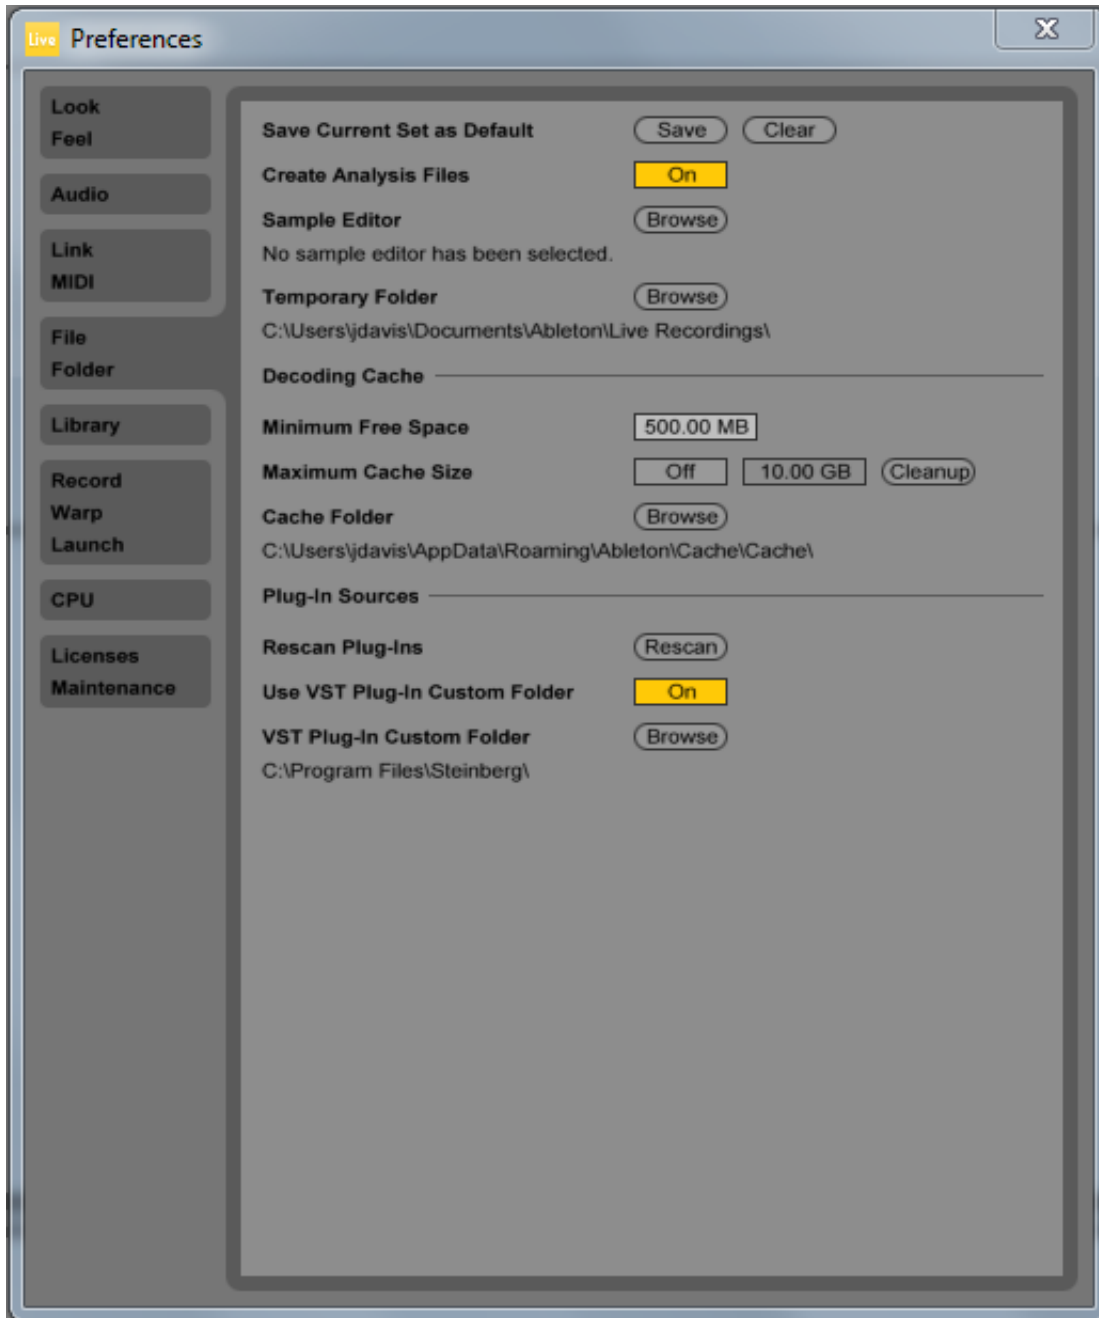 Live Preferences
Look
Feel
Audio
Link
MIDI
File
Folder
Library
Record
Warp
Launch
CPU
Licenses
Maintenance
Save Current Set as Default Save Clear
Create Analysis Files On
Sample Editor Browse
No sample editor has been selected.
Temporary Folder Browse
C:\Users\jdavis\Documents\Ableton\Live Recordings\
Decoding Cache
Minimum Free Space 500.00 MB
Maximum Cache Size Off 10.00 GB Cleanup
Cache Folder Browse
C:\Users\jdavis\AppData\Roaming\Ableton\Cache\Cache\
Plug-In Sources
Rescan Plug-Ins Rescan
Use VST Plug-In Custom Folder On
VST Plug-In Custom Folder Browse
C:\Program Files\Steinberg\